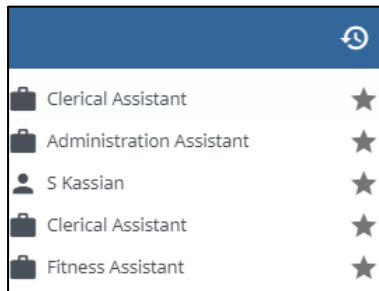 Clerical Assistant
Administration Assistant
S Kassian
Clerical Assistant
Fitness Assistant